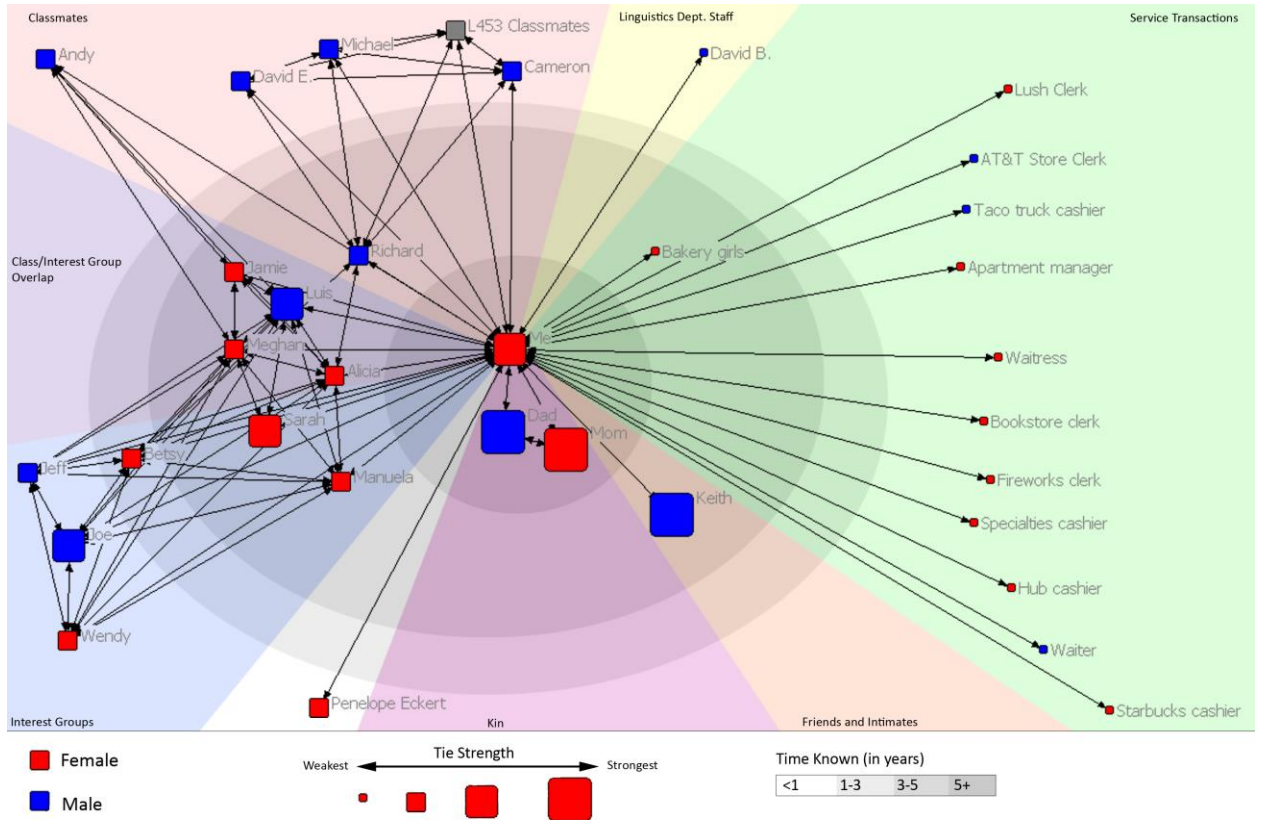 Classmates
Linguistics Dept. Staff
Service Transactions
L453 Classmates
Michael
Andy
David B.
Cameron
David E.
Lush Clerk
AT&T Store Clerk
Taco truck cashier
Richard
Bakery girls
Class/Interest Group
Overlap
Jamie
Apartment manager
Luis
Me
Meghan
Waitress
Alicia
Dad
Sarah
Bookstore clerk
Mom
Betsy
Jeff
Manuela
Fireworks clerk
Keith
Specialties cashier
Joe
Hub cashier
Wendy
Waiter
Penelope Eckert
Starbucks cashier
Interest Groups
Kin
Friends and Intimates
Female
Male
Tie Strength
Weakest
Strongest
Time Known (in years)
<1 1-3 3-5 5+